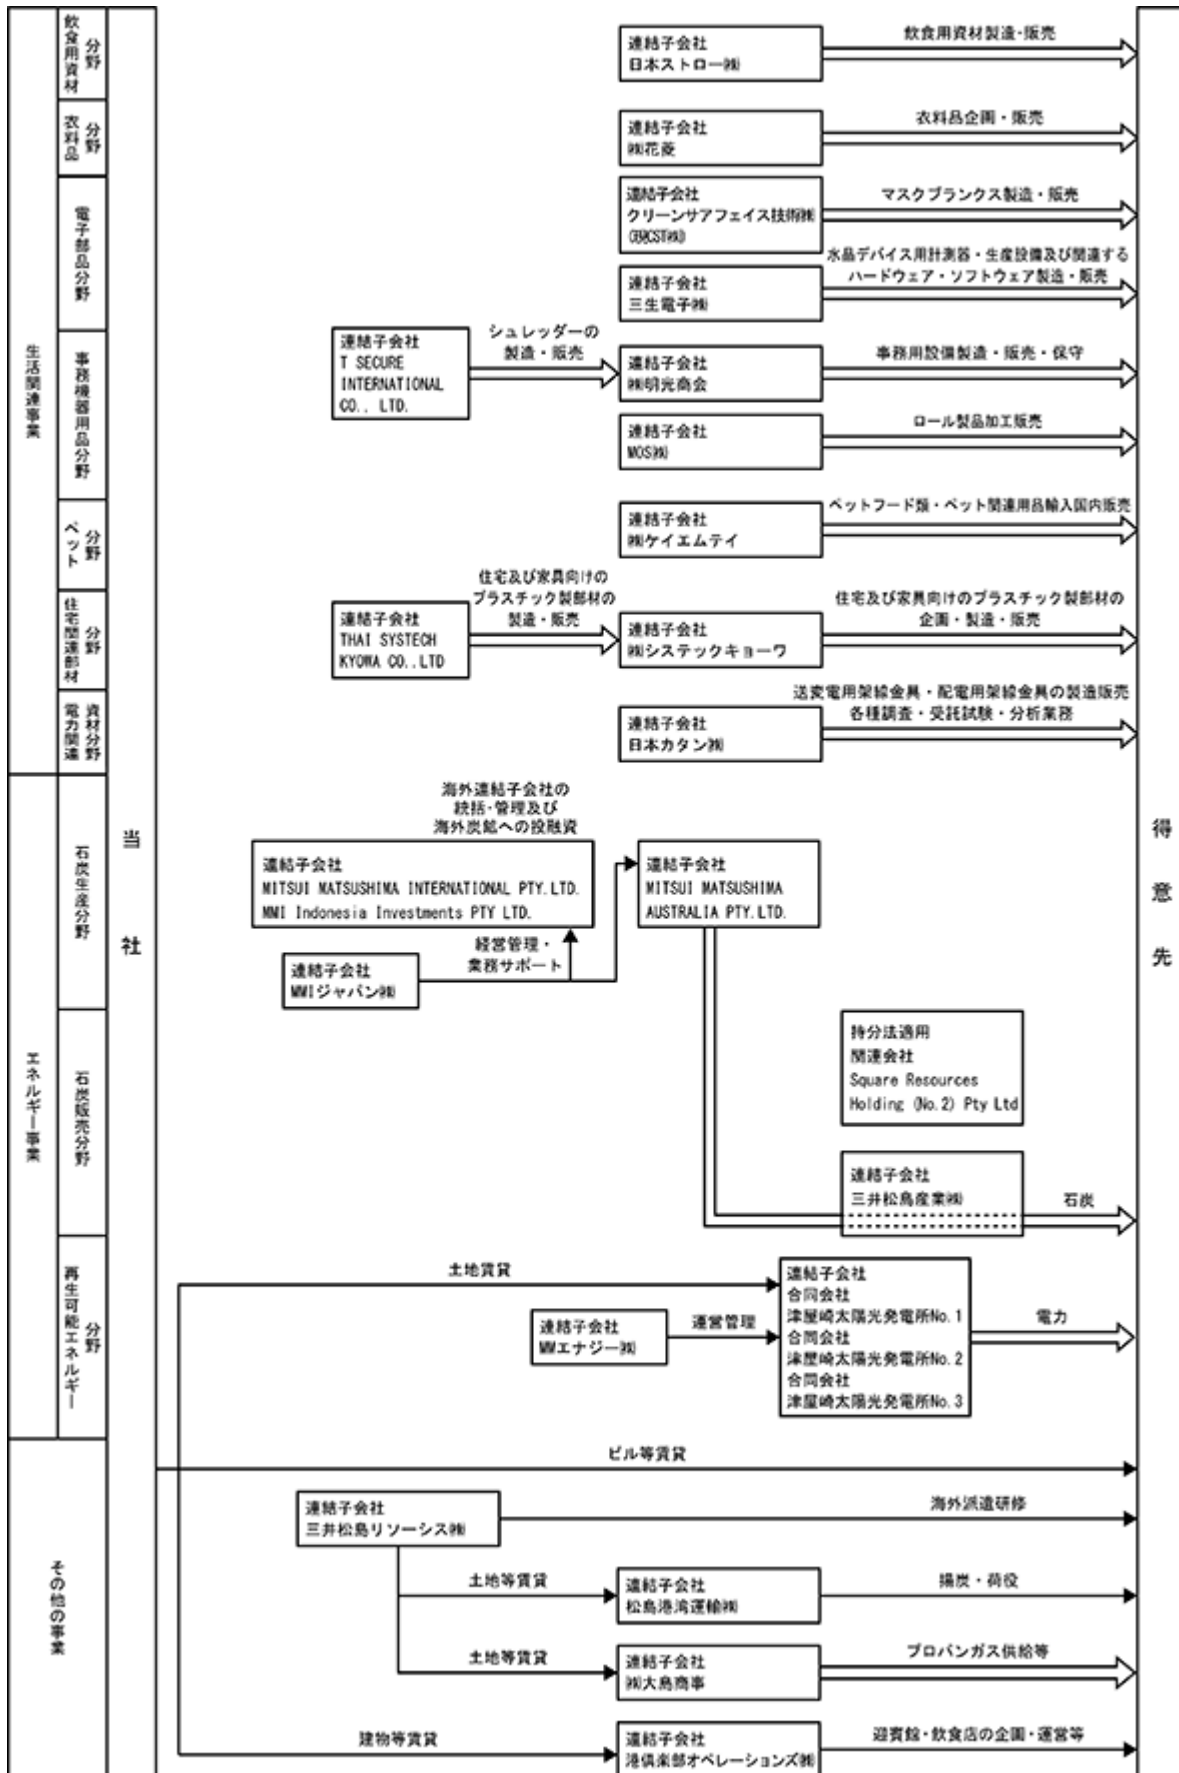 生活関連事業
飲食用資材
分野
連結子会社
日本ストロー㈱
飲食用資材製造・販売
衣料品
分野
連結子会社
㈱花菱
衣料品企画・販売
電子部品分野
連結子会社
クリーンサアフェイス技術㈱
マスクブランクス製造・販売
連結子会社
三生電子㈱
水晶デバイス用計測器・生産設備及び関連する
ハードウェア・ソフトウェア製造・販売
事務機器用品分野
連結子会社
T SECURE
INTERNATIONAL
CO., LTD.
シュレッダーの
製造・販売
連結子会社
㈱明光商会
事務用設備製造・販売・保守
連結子会社
MOS㈱
ロール製品加工販売
ペット
分野
連結子会社
㈱ケイエムテイ
ペットフード類・ペット関連用品輸入国内販売
住宅関連部材
分野
連結子会社
THAI SYSTECH
KYOWA CO.,LTD
住宅及び家具向けの
プラスチック製部材の
製造・販売
連結子会社
㈱システックキョーワ
住宅及び家具向けのプラスチック製部材の
企画・製造・販売
電力関連
資材分野
連結子会社
日本カタン㈱
送変電用架線金具・配電用架線金具の製造販売
各種調査・受託試験・分析業務
当社
得意先
エネルギー事業
石炭生産分野
海外連結子会社の
統括・管理及び
海外炭鉱への投融資
連結子会社
MITSUI MATSUSHIMA INTERNATIONAL PTY.LTD.
MMI Indonesia Investments PTY LTD.
連結子会社
MITSUI MATSUSHIMA
AUSTRALIA PTY.LTD.
経営管理・
業務サポート
連結子会社
MMIジャパン㈱
石炭販売分野
持分法適用
関連会社
Square Resources
Holding (No.2) Pty Ltd
連結子会社
三井松島産業㈱
石炭
再生可能エネルギー
分野
土地賃貸
連結子会社
MMエナジー㈱
運営管理
連結子会社
合同会社
津屋崎太陽光発電所No.1
合同会社
津屋崎太陽光発電所No.2
合同会社
津屋崎太陽光発電所No.3
電力
その他の事業
ビル等賃貸
連結子会社
三井松島リソーシス㈱
海外派遣研修
土地等賃貸
連結子会社
松島港湾運輸㈱
揚炭・荷役
土地等賃貸
連結子会社
㈱大島商事
プロパンガス供給等
建物等賃貸
連結子会社
港倶楽部オペレーションズ㈱
迎賓館・飲食店の企画・運営等